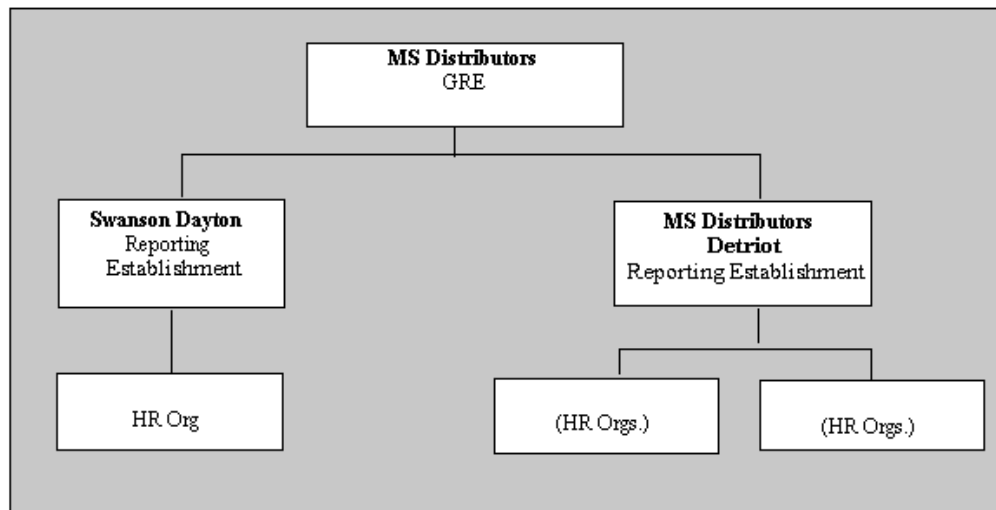 MS Distributors
GRE
Swanson Dayton
Reporting
Establishment
MS Distributors
Detriot
Reporting Establishment
HR Org
(HR Orgs.)
(HR Orgs.)